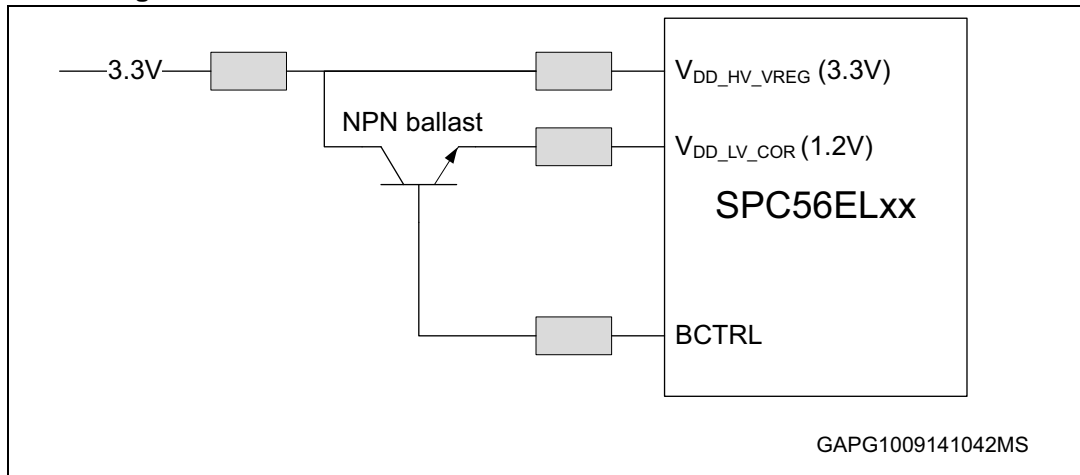 3.3V
V_DD_HV_VREG (3.3V)
NPN ballast
V_DD_LV_COR (1.2V)
SPC56ELxx
BCTRL
GAPG1009141042MS